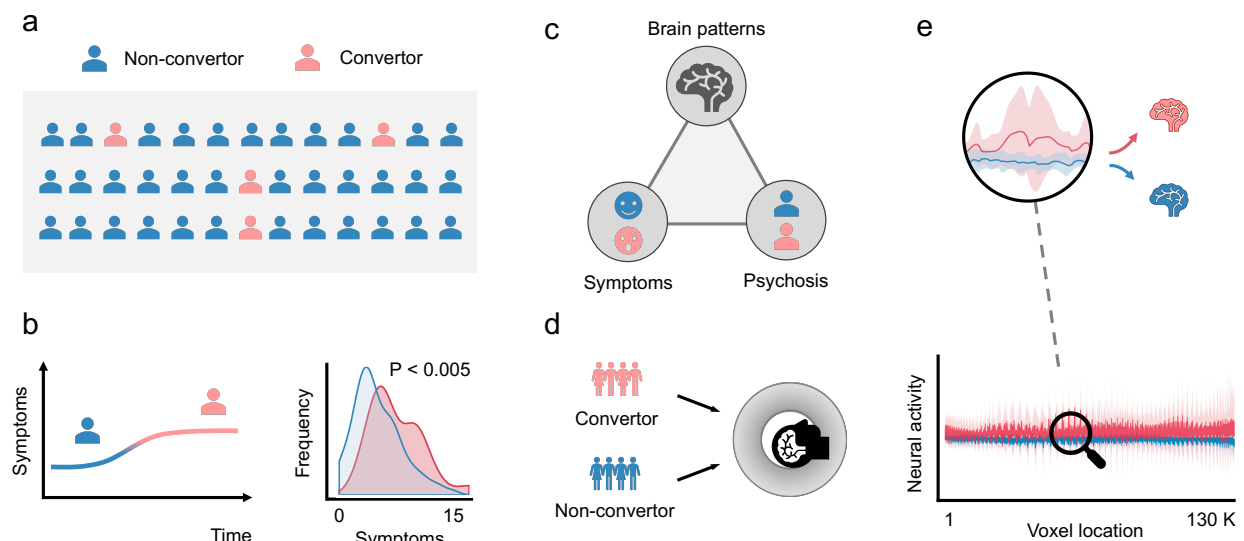 a
Non-convertor
Convertor
b
Symptoms
Time
P < 0.005
Frequency
0
15
Symptoms
c
Brain patterns
Symptoms
Psychosis
d
Convertor
Non-convertor
e
Neural activity
1
130 K
Voxel location